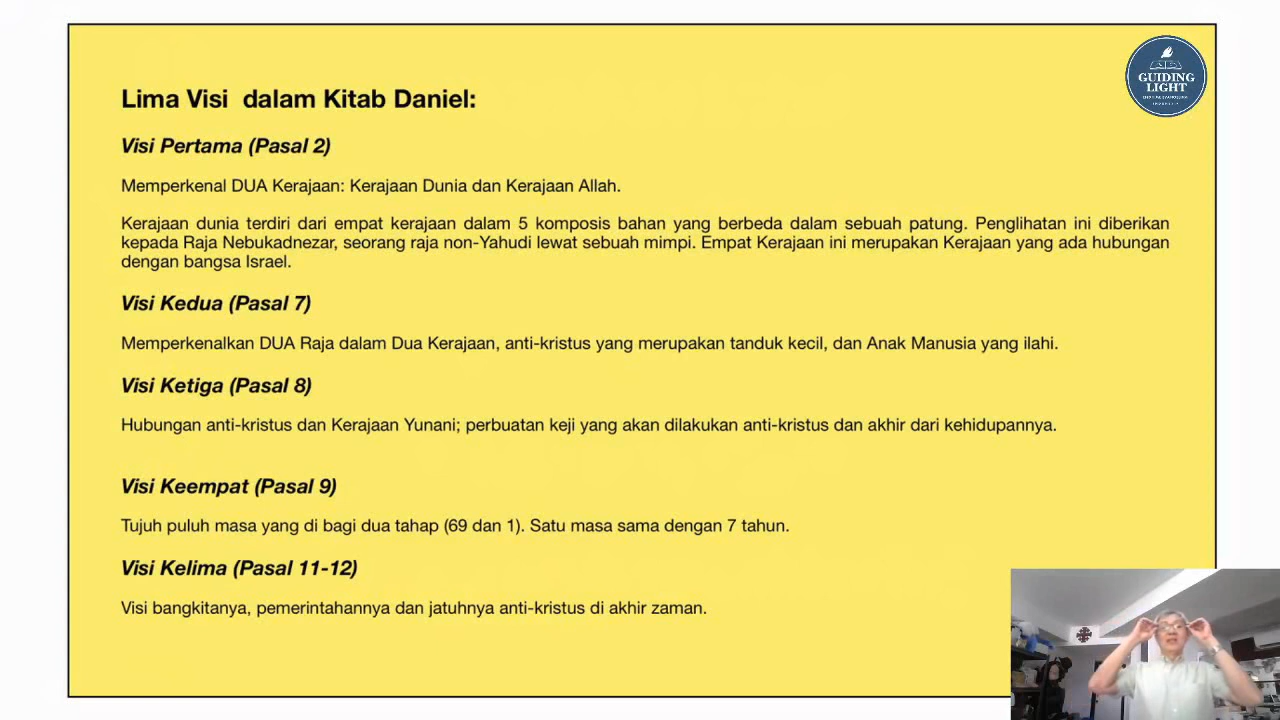 GUIDING
LIGHT
Lima Visi  dalam Kitab Daniel:
Visi Pertama (Pasal 2)
Memperkenal DUA Kerajaan: Kerajaan Dunia dan Kerajaan Allah.
Kerajaan dunia terdiri dari empat kerajaan dalam 5 komposis bahan yang berbeda dalam sebuah patung. Penglihatan ini diberikan
kepada Raja Nebukadnezar, seorang raja non-Yahudi lewat sebuah mimpi. Empat Kerajaan ini merupakan Kerajaan yang ada hubungan
dengan bangsa Israel.
Visi Kedua (Pasal 7)
Memperkenalkan DUA Raja dalam Dua Kerajaan, anti-kristus yang merupakan tanduk kecil, dan Anak Manusia yang ilahi.
Visi Ketiga (Pasal 8)
Hubungan anti-kristus dan Kerajaan Yunani; perbuatan keji yang akan dilakukan anti-kristus dan akhir dari kehidupannya.
Visi Keempat (Pasal 9)
Tujuh puluh masa yang di bagi dua tahap (69 dan 1). Satu masa sama dengan 7 tahun.
Visi Kelima (Pasal 11-12)
Visi bangkitanya, pemerintahannya dan jatuhnya anti-kristus di akhir zaman.